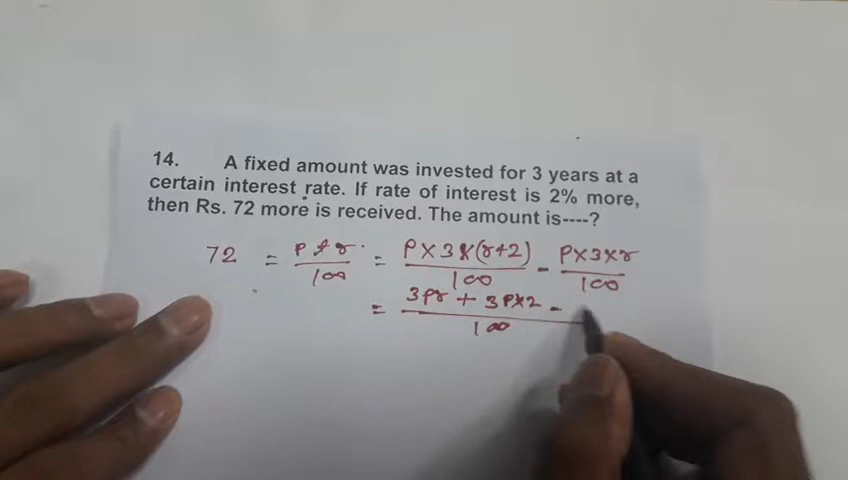 14. A fixed amount was invested for 3 years at a
certain interest rate. If rate of interest is 2% more,
then Rs. 72 more is received. The amount is----?
72 = P t r / 100 = P×3×(r+2) / 100 - P×3×r / 100
= 3Pr + 3P×2 - / 100